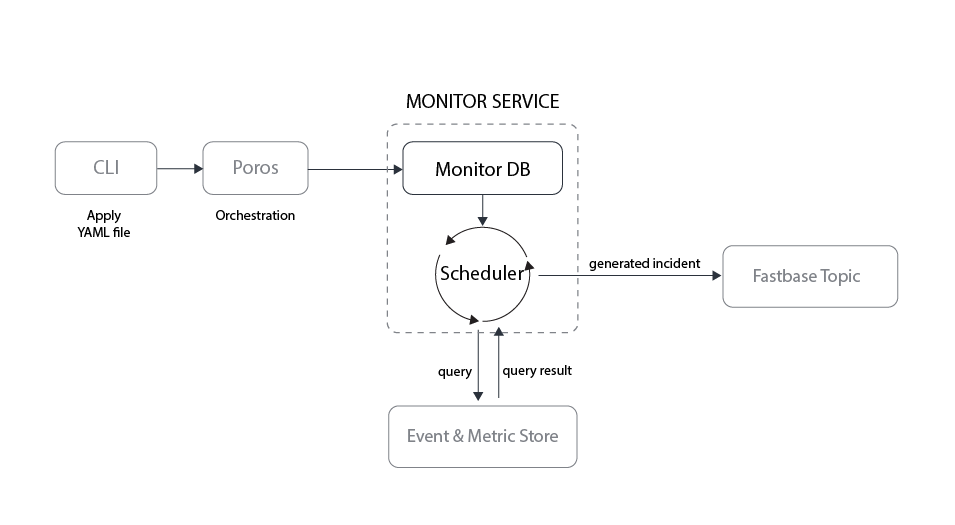 MONITOR SERVICE
CLI
Poros
Monitor DB
Apply
YAML file
Orchestration
Scheduler
generated incident
Fastbase Topic
query
query result
Event & Metric Store